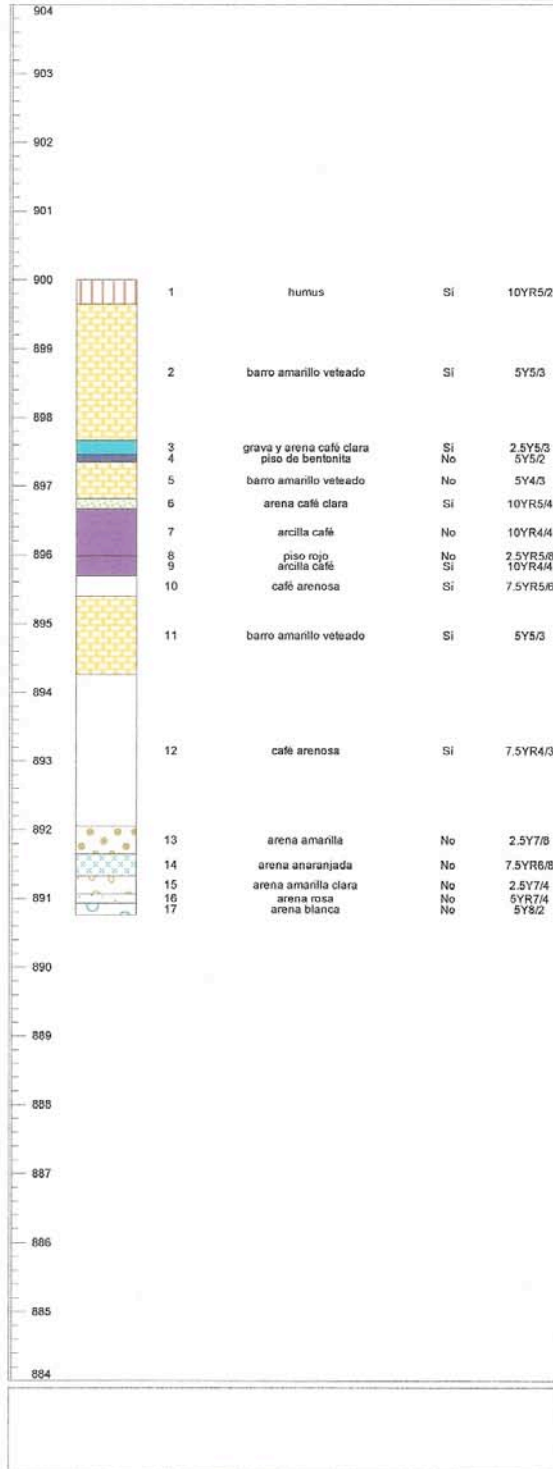 904
903
902
901
900
1 humus Sí 10YR5/2
899
2 barro amarillo veteado Sí 5Y5/3
898
3 grava y arena café clara Sí 2.5Y5/3
4 piso de bentonita No 5Y5/2
897
5 barro amarillo veteado No 5Y4/3
6 arena café clara Sí 10YR5/4
7 arcilla café No 10YR4/4
896
8 piso rojo No 2.5YR5/8
9 arcilla café Sí 10YR4/4
10 café arenosa Sí 7.5YR5/6
895
11 barro amarillo veteado Sí 5Y5/3
894
12 café arenosa Sí 7.5YR4/3
893
892
13 arena amarilla No 2.5Y7/8
14 arena anaranjada No 7.5YR6/8
15 arena amarilla clara No 2.5Y7/4
891
16 arena rosa No 5YR7/4
17 arena blanca No 5Y8/2
890
889
888
887
886
885
884